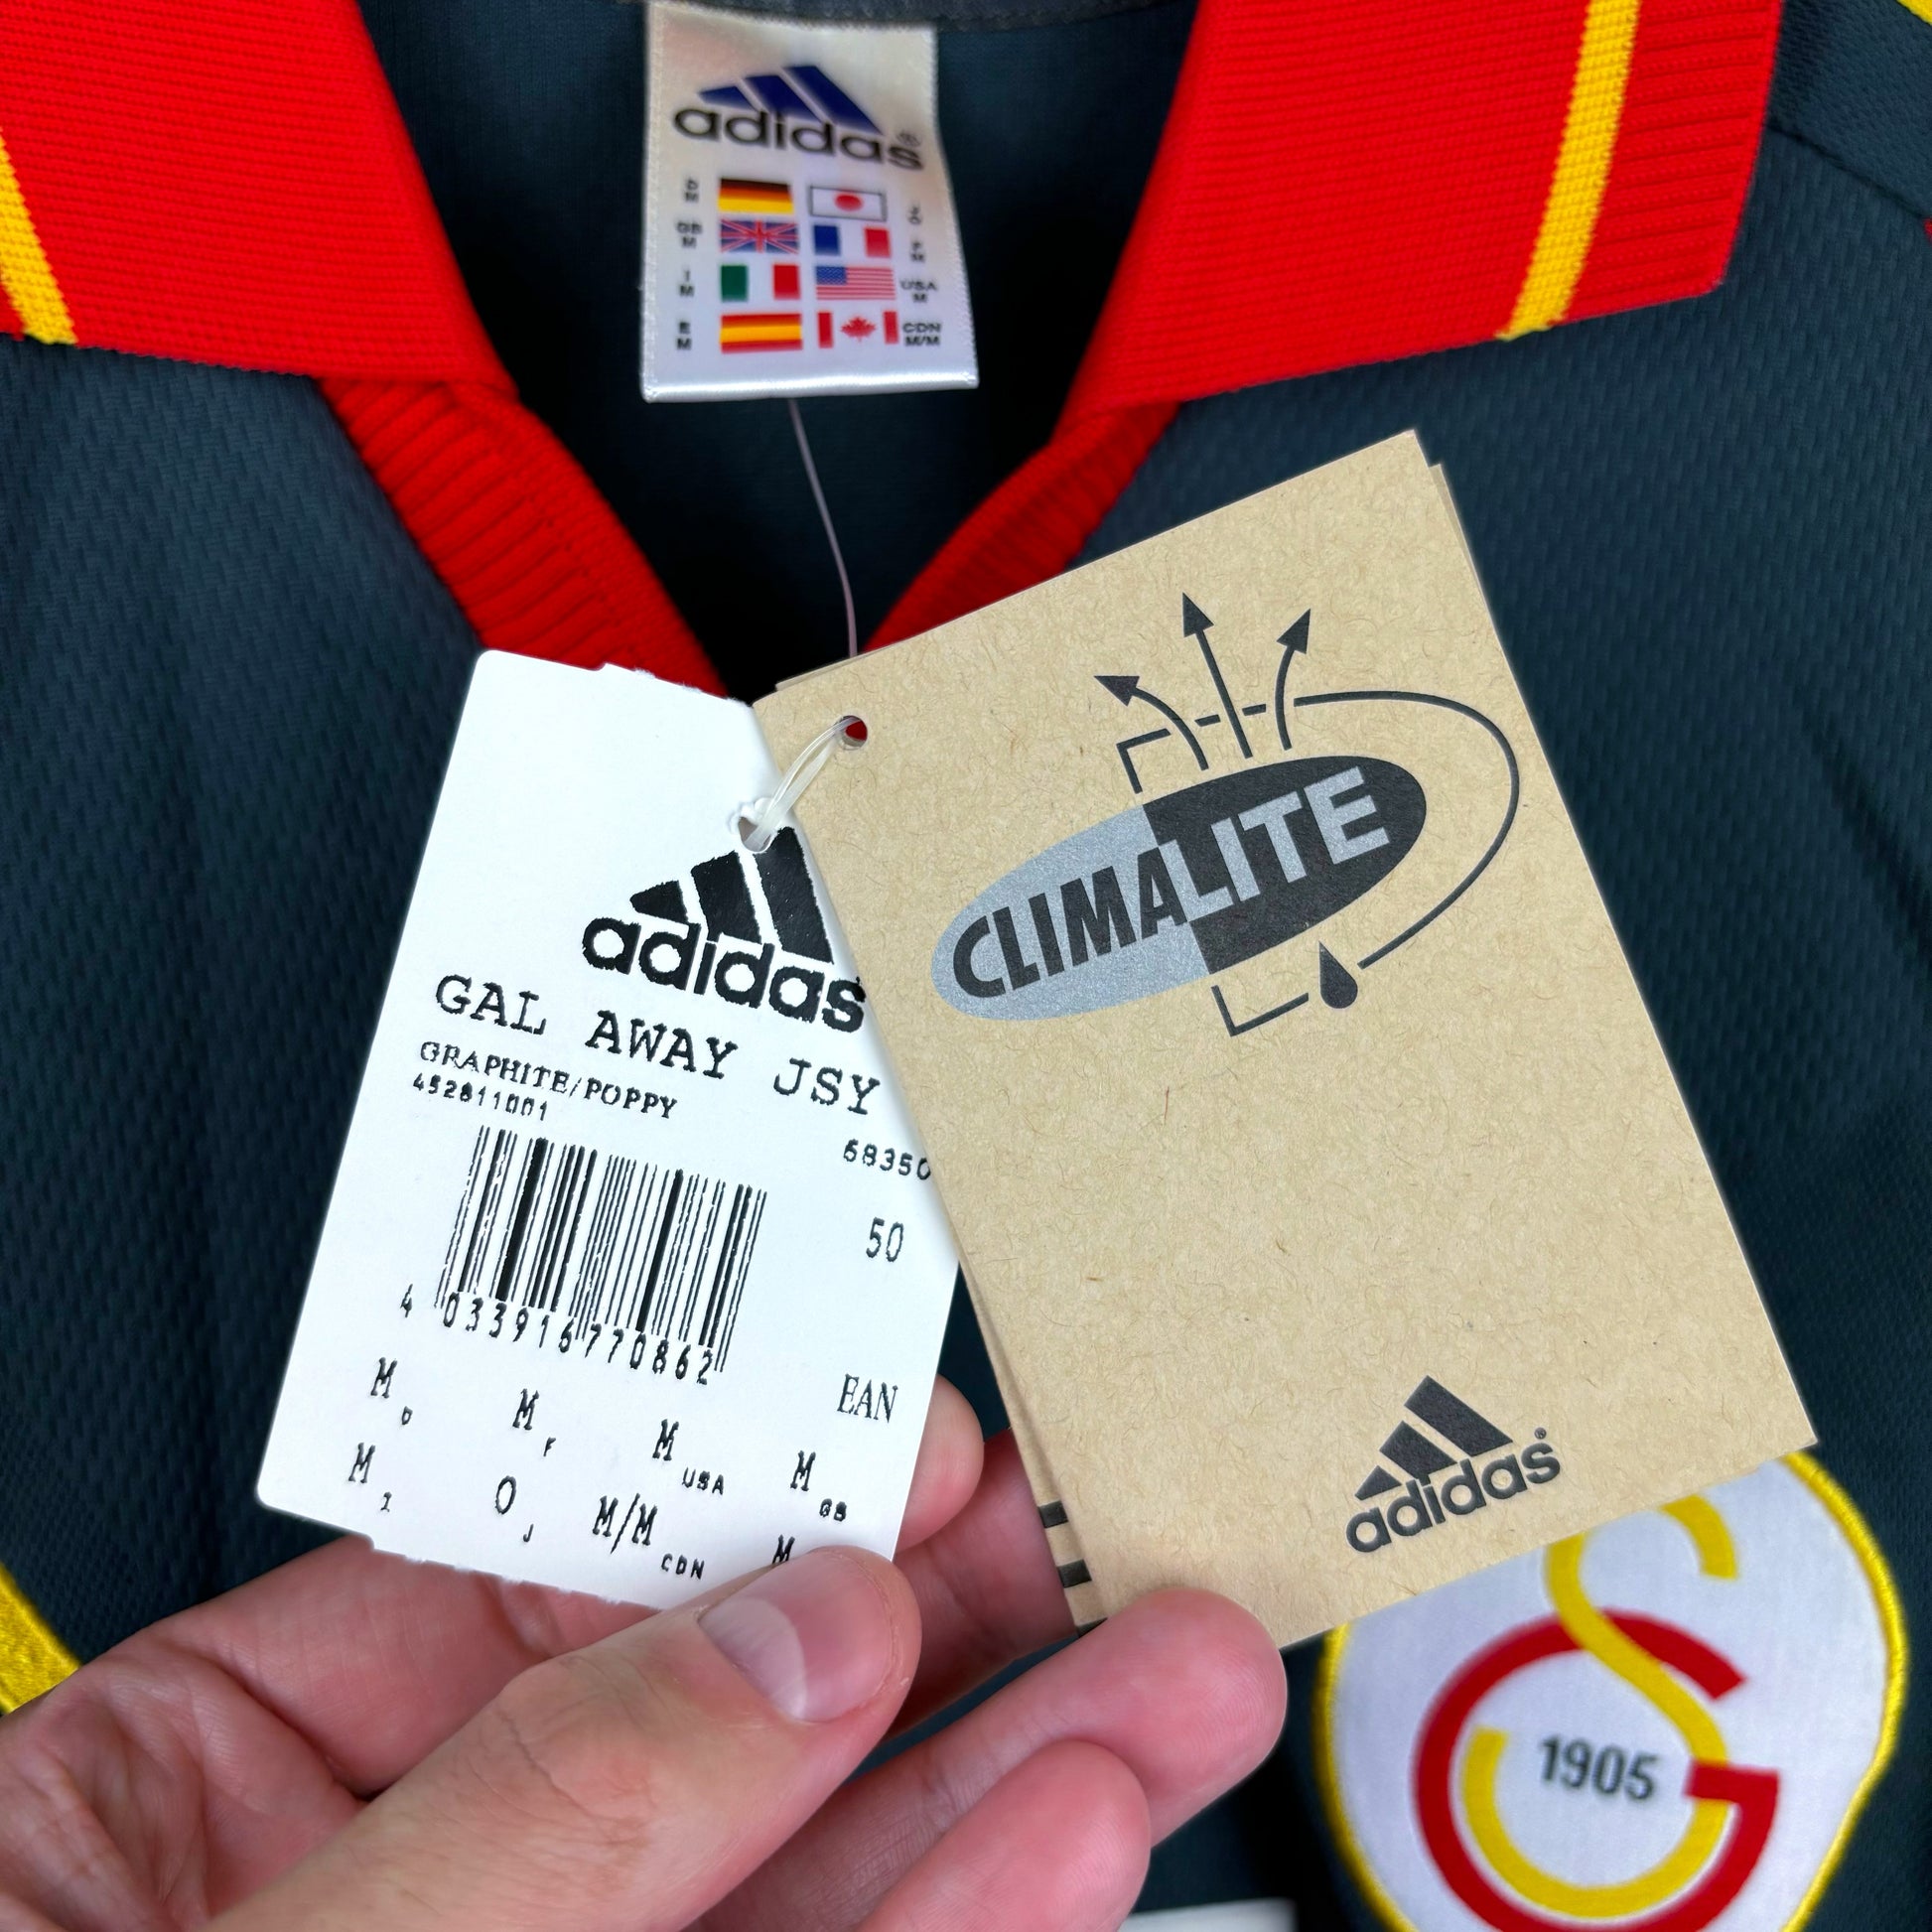 adidas®
D
M
J
O
GB
M
F
M
I
M
USA
M
E
M
CDN
M/M
adidas
GAL AWAY JSY
GRAPHITE/POPPY
452811001
68350
50
4 033916 770862
EAN
M D
M F
M USA
M GB
M I
O J
M/M CDN
M
CLIMALITE
adidas®
1905